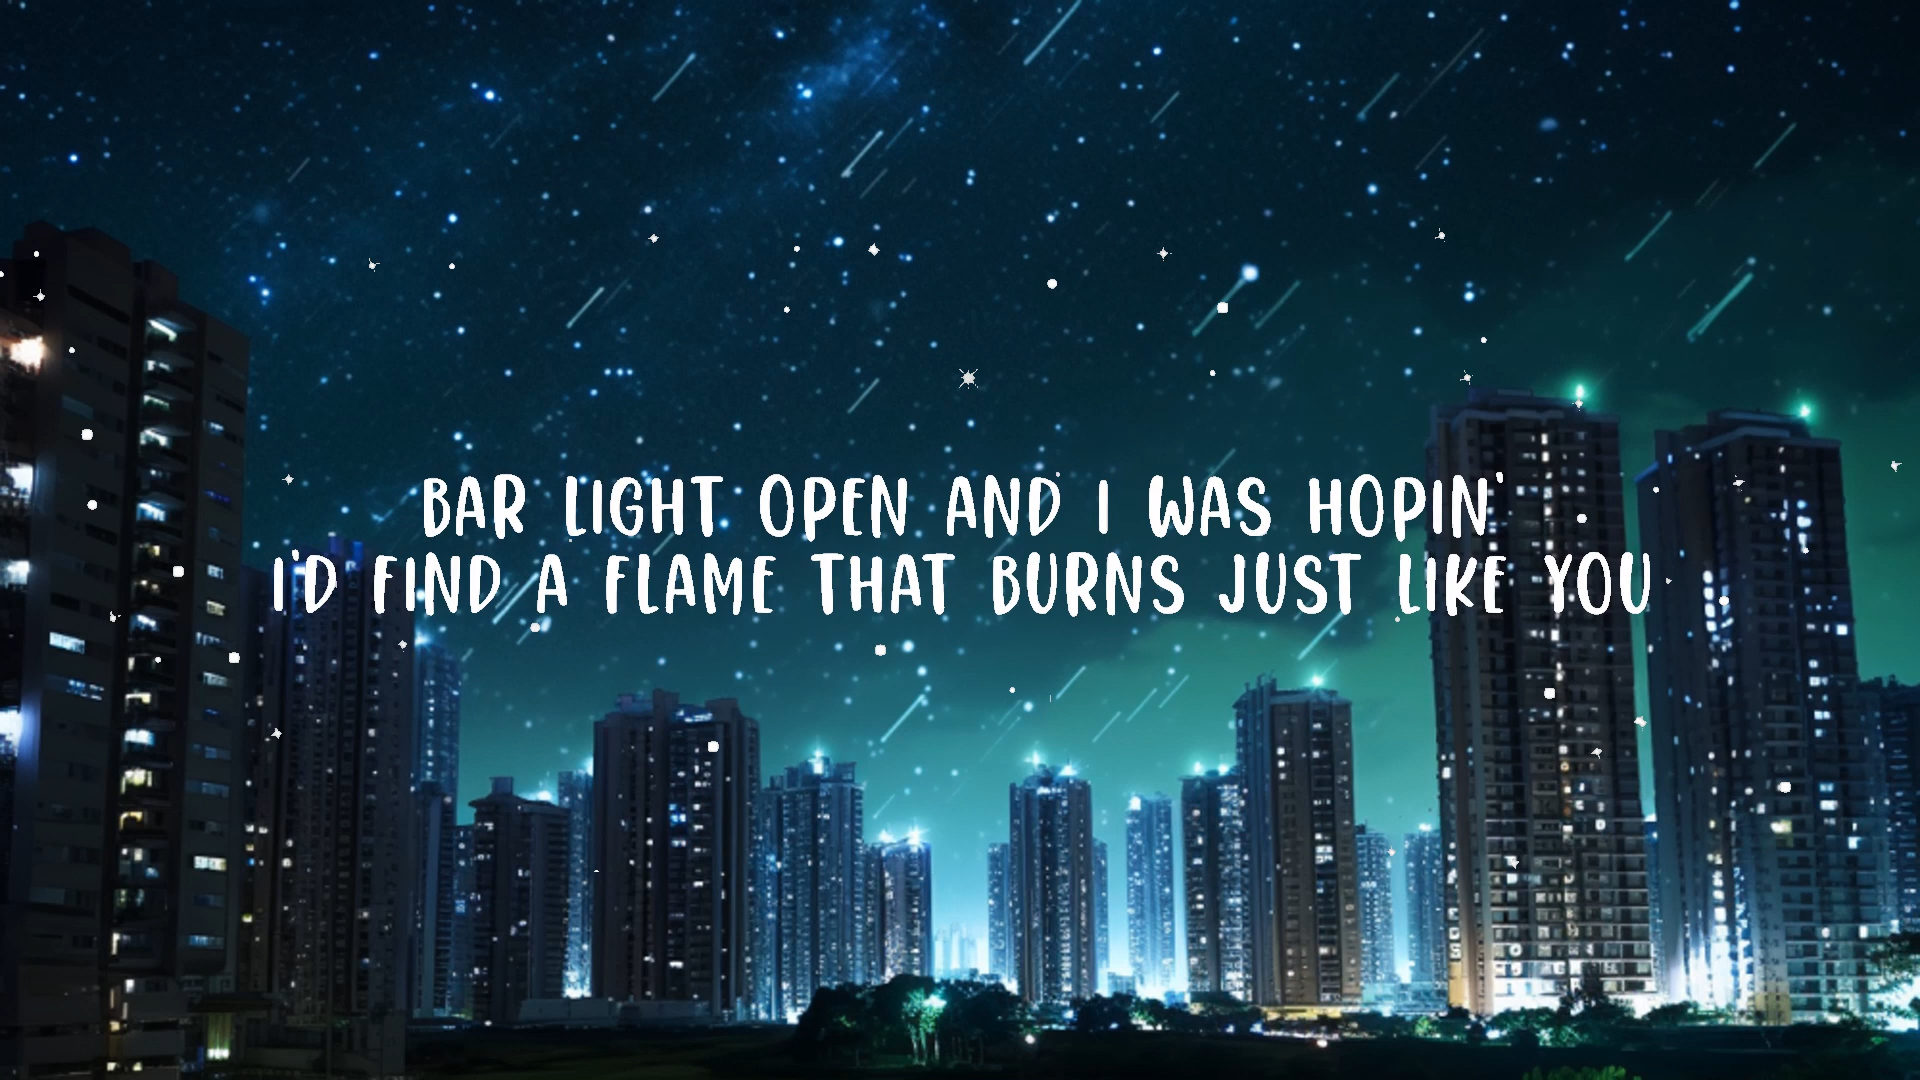 BAR LIGHT OPEN AND I WAS HOPIN'
I'D FIND A FLAME THAT BURNS JUST LIKE YOU